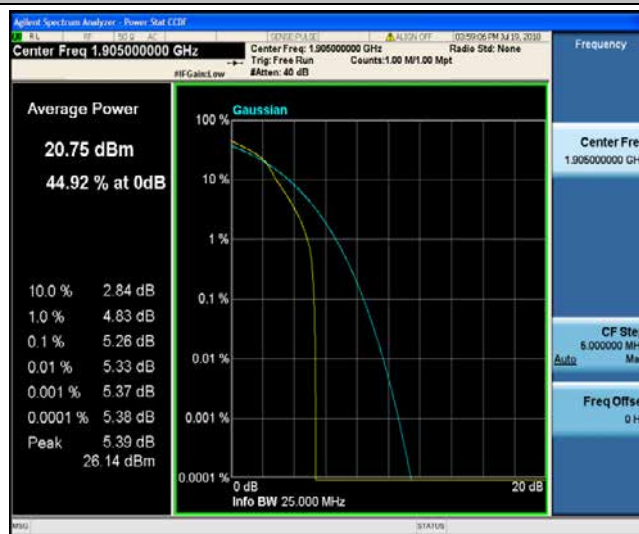 Agilent Spectrum Analyzer - Power Stat CCDF
RL RF 50 Ω AC SENSE:PULSE ALIGN OFF 03:59:06 PM Jul 19, 2010
Center Freq 1.905000000 GHz
Center Freq: 1.905000000 GHz Radio Std: None
Trig: Free Run Counts:1.00 M/1.00 Mpt
#IFGain:Low #Atten: 40 dB
Frequency
Average Power
20.75 dBm
44.92 % at 0dB
10.0 % 2.84 dB
1.0 % 4.83 dB
0.1 % 5.26 dB
0.01 % 5.33 dB
0.001 % 5.37 dB
0.0001 % 5.38 dB
Peak 5.39 dB
26.14 dBm
Gaussian
100 %
10 %
1 %
0.1 %
0.01 %
0.001 %
0.0001 %
0 dB 20 dB
Info BW 25.000 MHz
Center Fre
1.905000000 GH
CF Ste
5.000000 MH
Auto Ma
Freq Offse
0 H
MSG STATUS